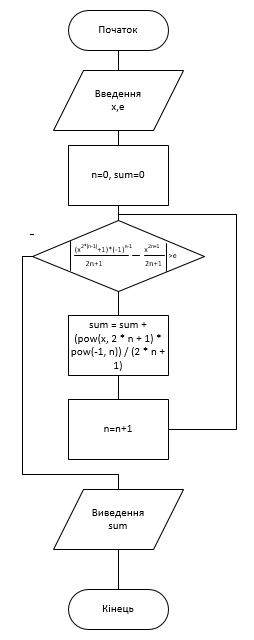 Початок
Введення
x,e
n=0, sum=0
–
|(x^2*(n-1)+1)*(-1)^n-1 / 2n+1 — x^2n+1 / 2n+1| >e
sum = sum +
(pow(x, 2 * n + 1) *
pow(-1, n)) / (2 * n +
1)
n=n+1
Виведення
sum
Кінець